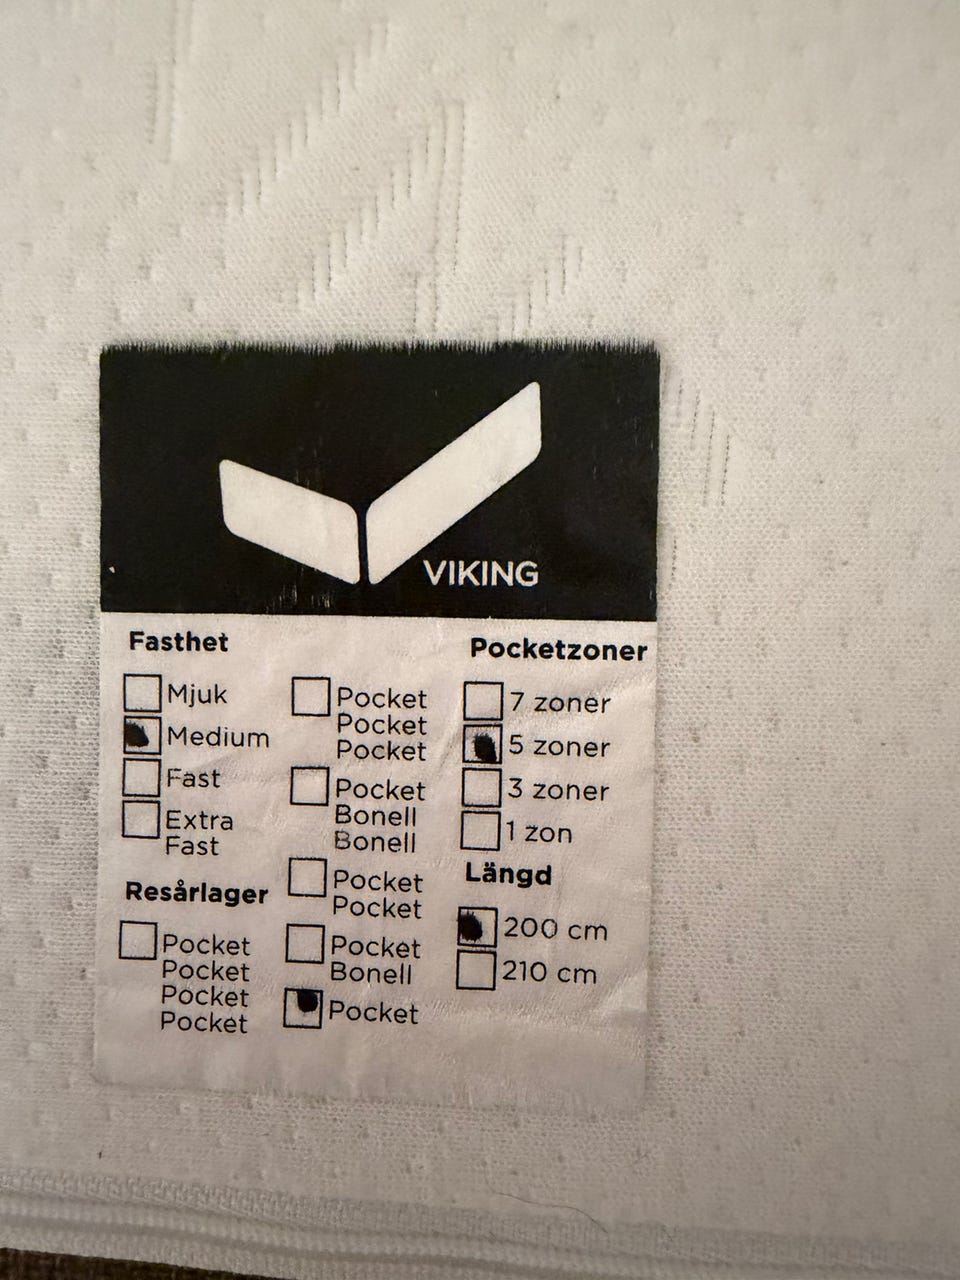 VIKING
Fasthet
Mjuk
Medium
Fast
Extra
Fast
Resårlager
Pocket
Pocket
Pocket
Pocket
Pocket
Pocket
Pocket
Pocket
Bonell
Bonell
Pocket
Pocket
Pocket
Bonell
Pocket
Pocketzoner
7 zoner
5 zoner
3 zoner
1 zon
Längd
200 cm
210 cm